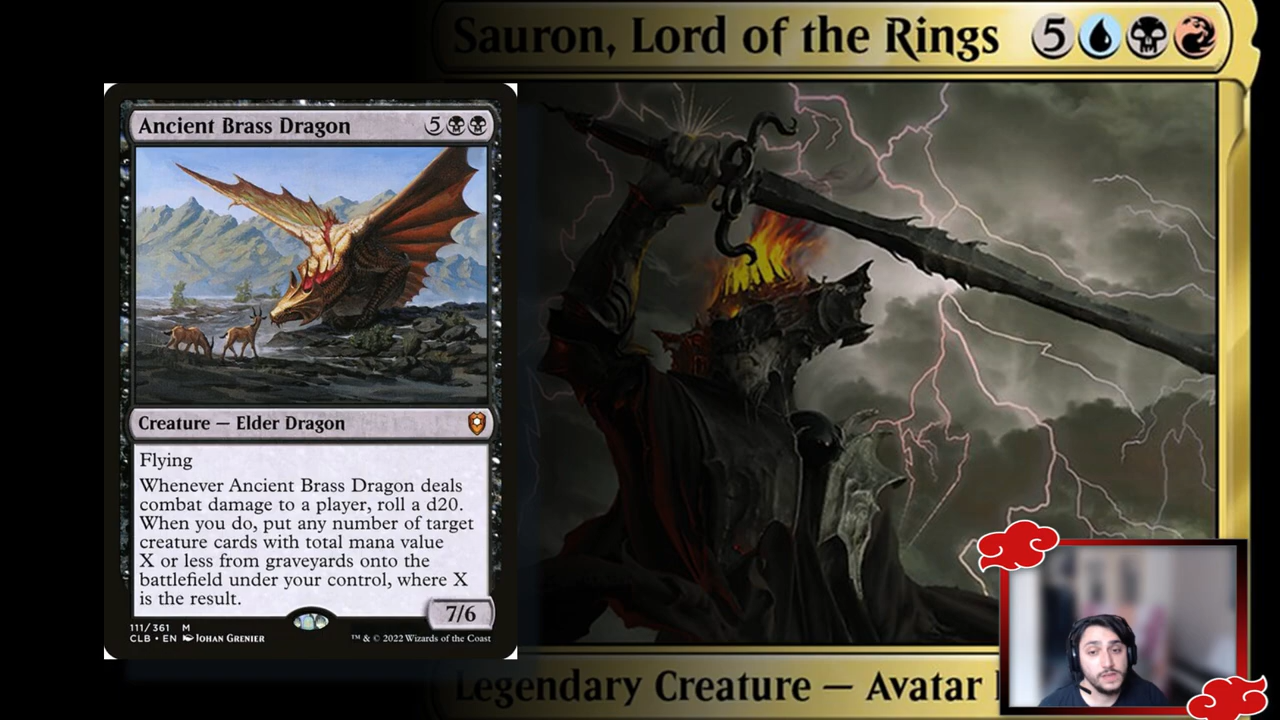 Sauron, Lord of the Rings 5
Ancient Brass Dragon 5
Creature — Elder Dragon
Flying
Whenever Ancient Brass Dragon deals
combat damage to a player, roll a d20.
When you do, put any number of target
creature cards with total mana value
X or less from graveyards onto the
battlefield under your control, where X
is the result.
7/6
111/361 M
CLB • EN JOHAN GRENIER
™ & © 2022 Wizards of the Coast
Legendary Creature — Avatar